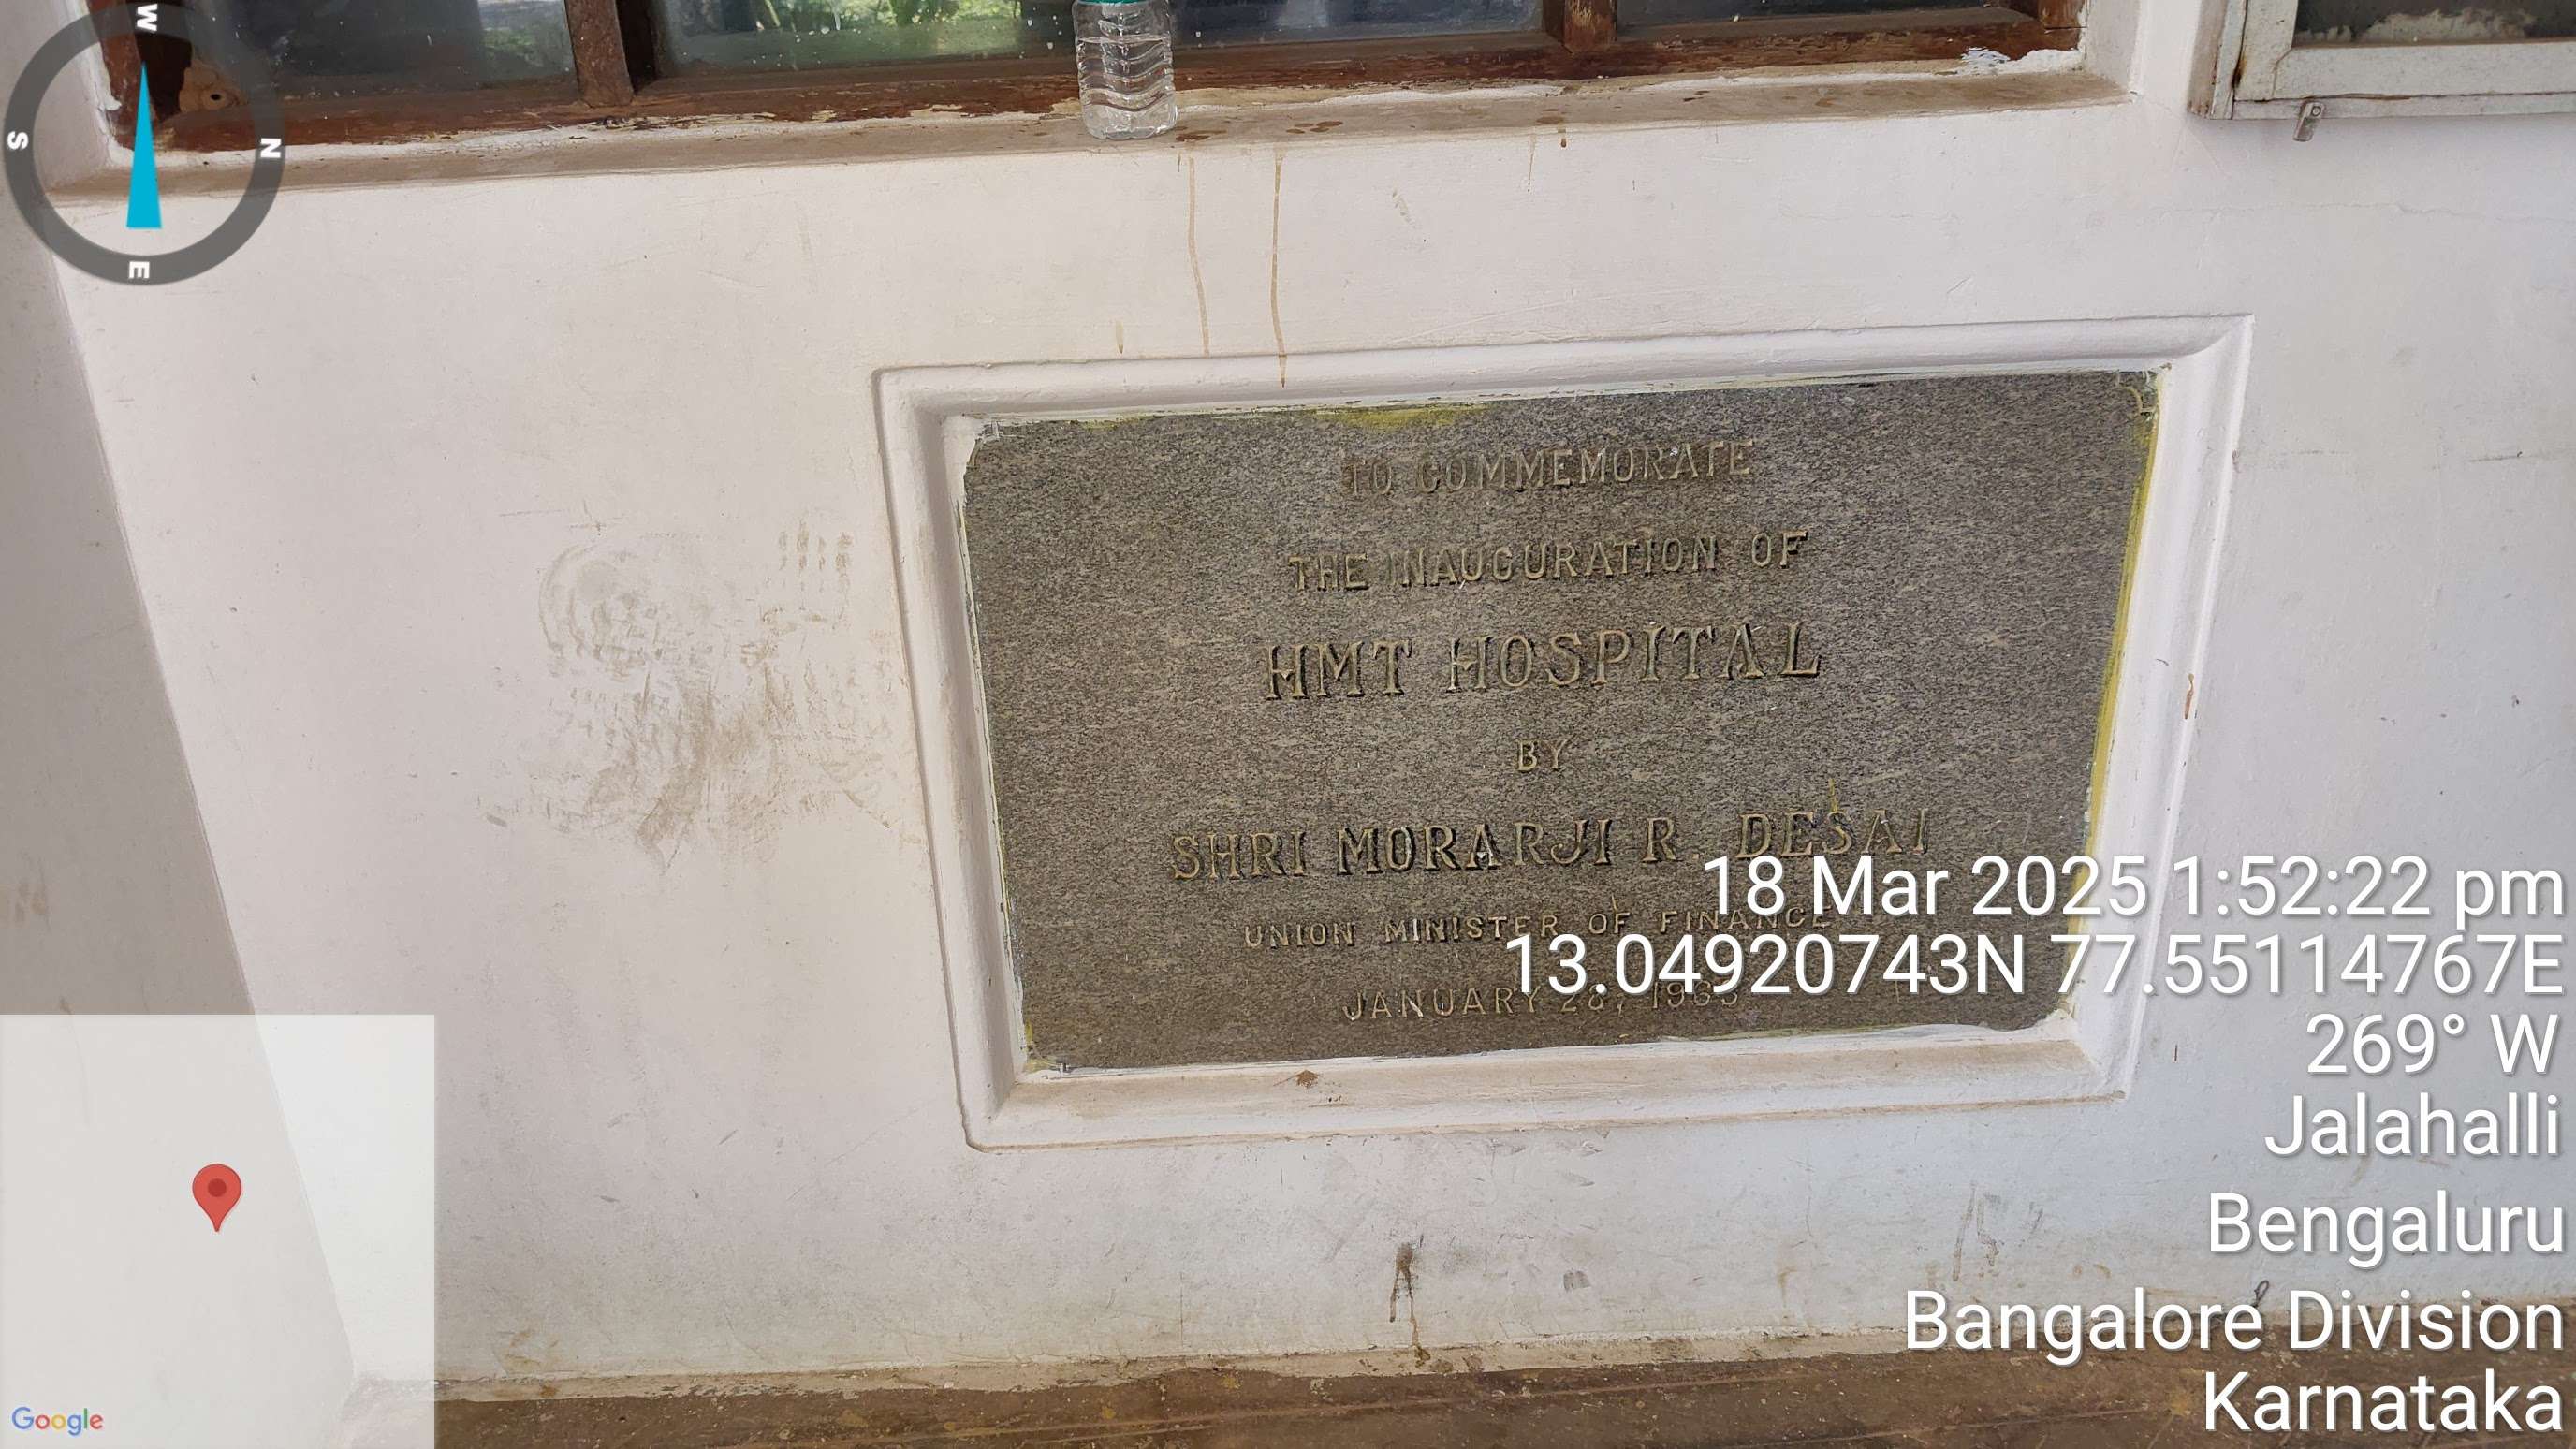 W
S
N
E
TO COMMEMORATE
THE INAUGURATION OF
HMT HOSPITAL
BY
SHRI MORARJI R. DESAI
UNION MINISTER OF FINANCE
JANUARY 28, 1963
18 Mar 2025 1:52:22 pm
13.04920743N 77.55114767E
269° W
Jalahalli
Bengaluru
Bangalore Division
Karnataka
Google